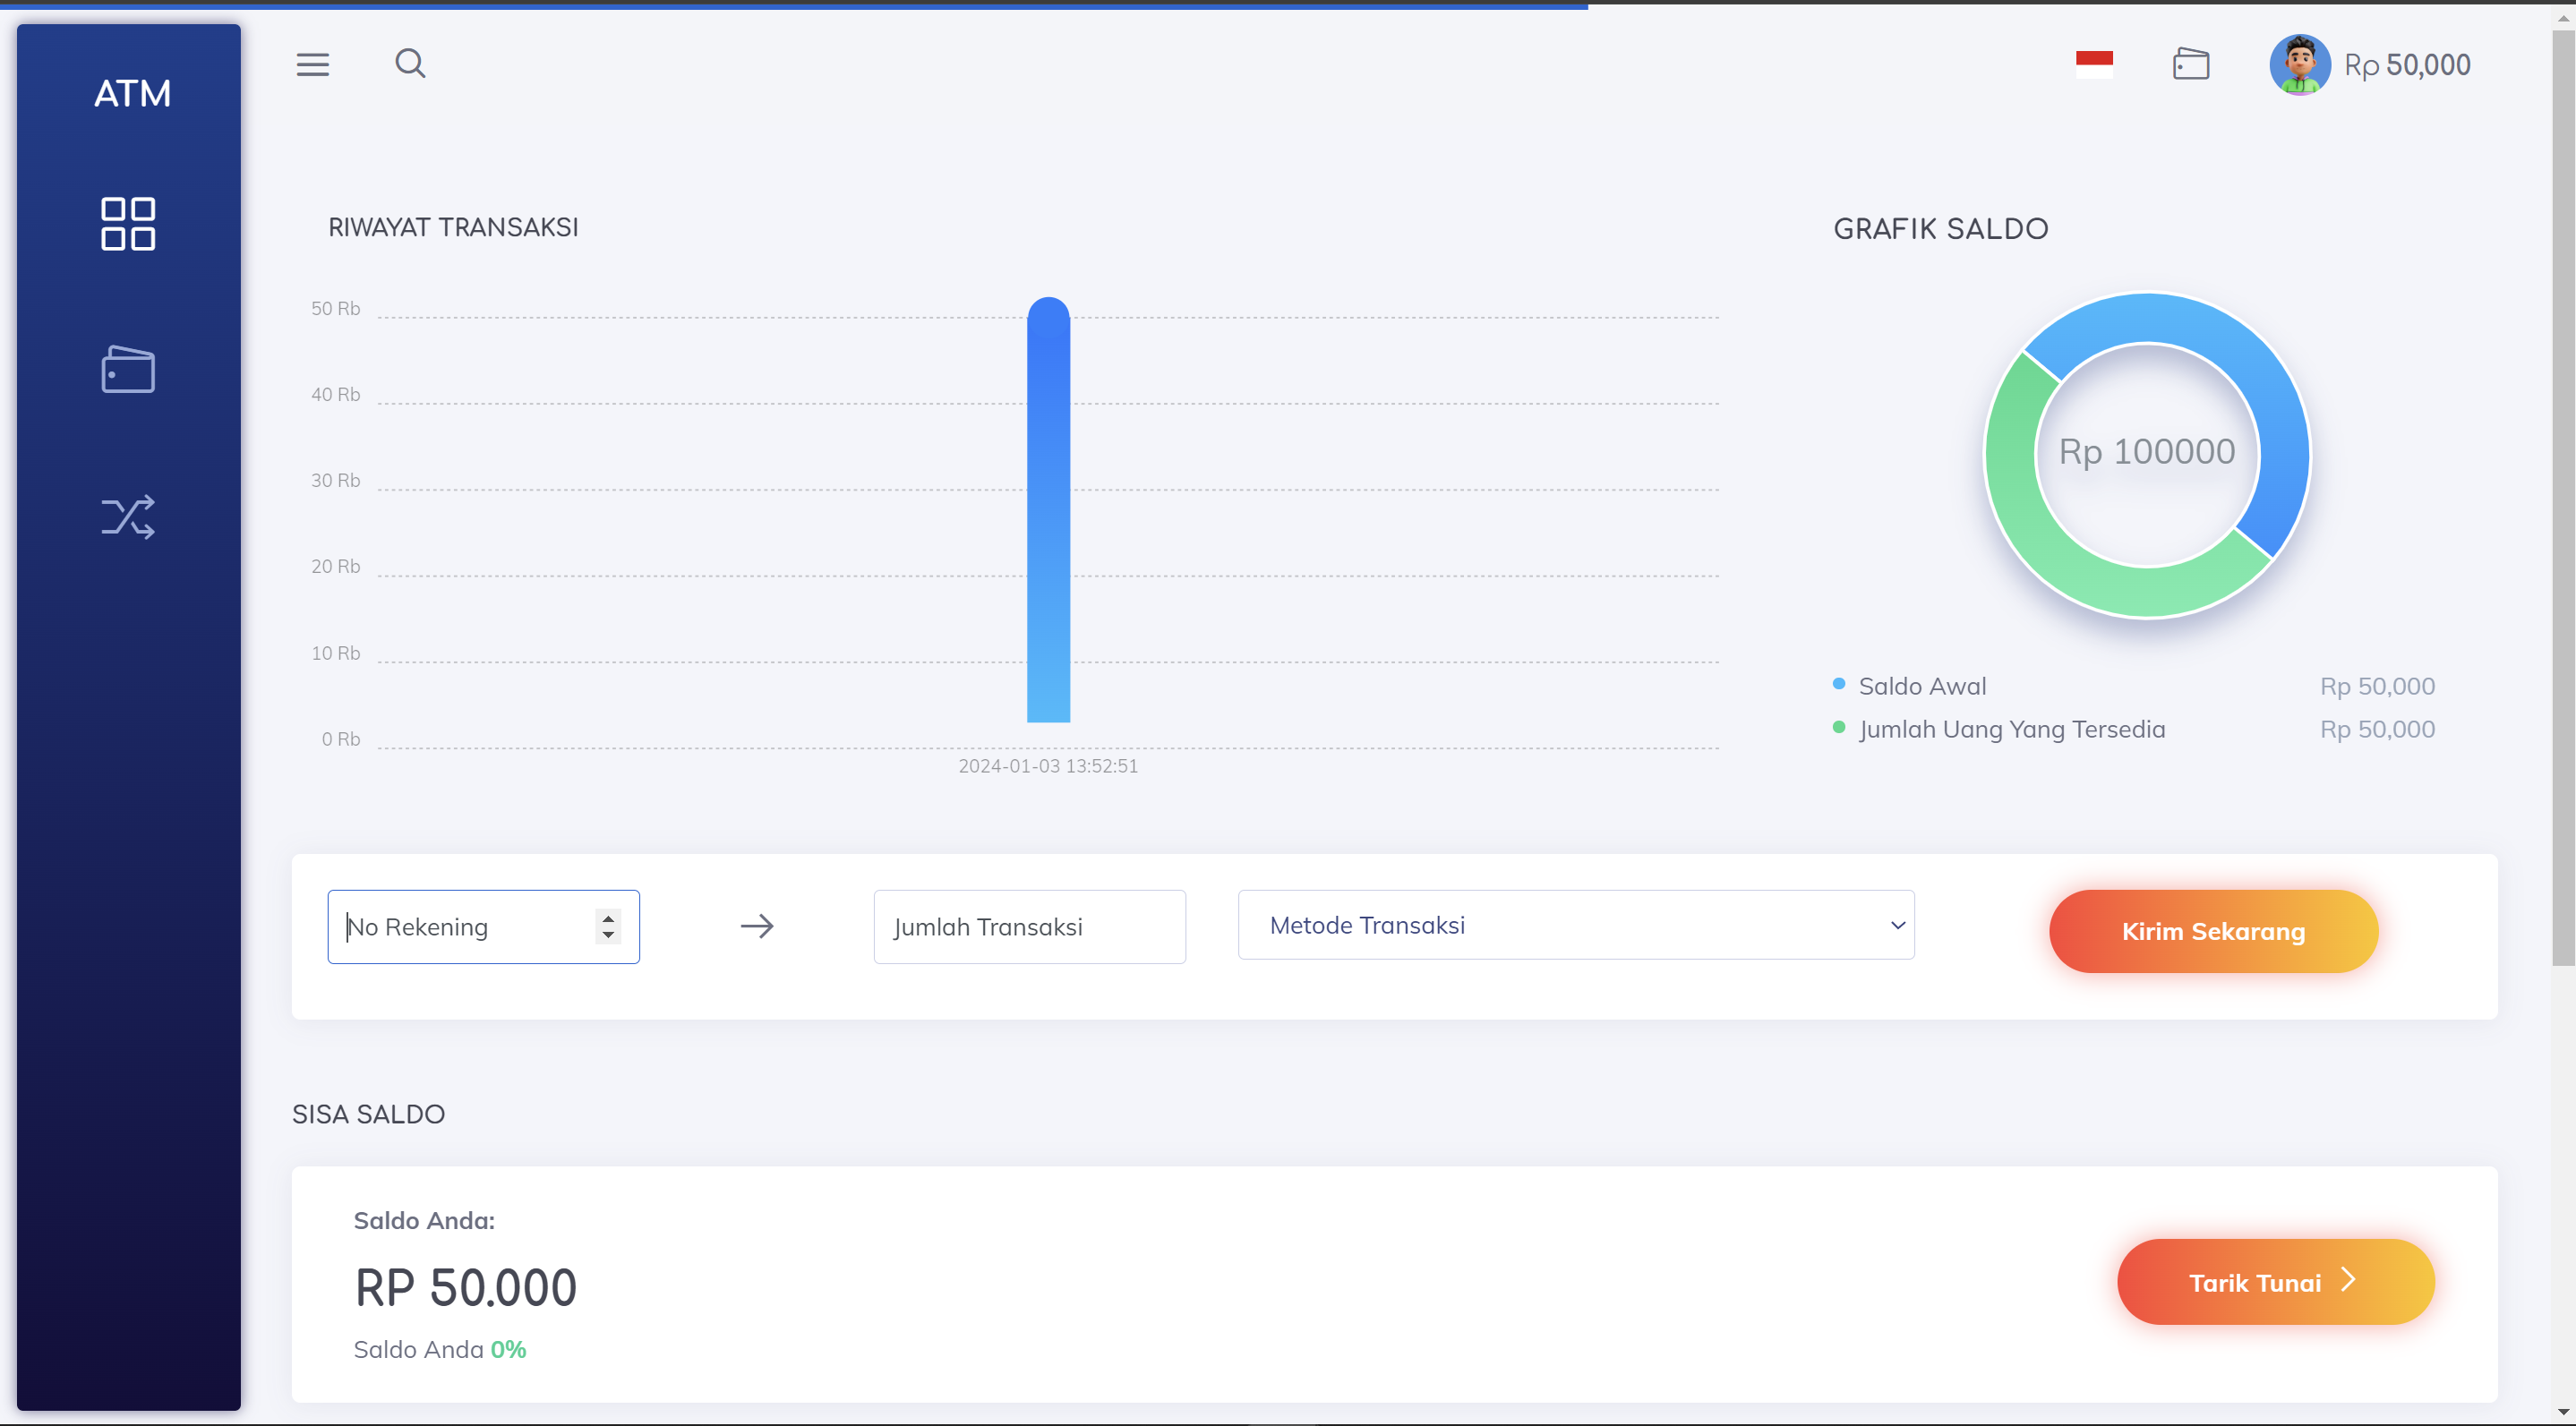 ATM
Rp 50,000
RIWAYAT TRANSAKSI
50 Rb
40 Rb
30 Rb
20 Rb
10 Rb
0 Rb
2024-01-03 13:52:51
GRAFIK SALDO
Rp 100000
Saldo Awal Rp 50,000
Jumlah Uang Yang Tersedia Rp 50,000
No Rekening
Jumlah Transaksi
Metode Transaksi
Kirim Sekarang
SISA SALDO
Saldo Anda:
RP 50.000
Saldo Anda 0%
Tarik Tunai